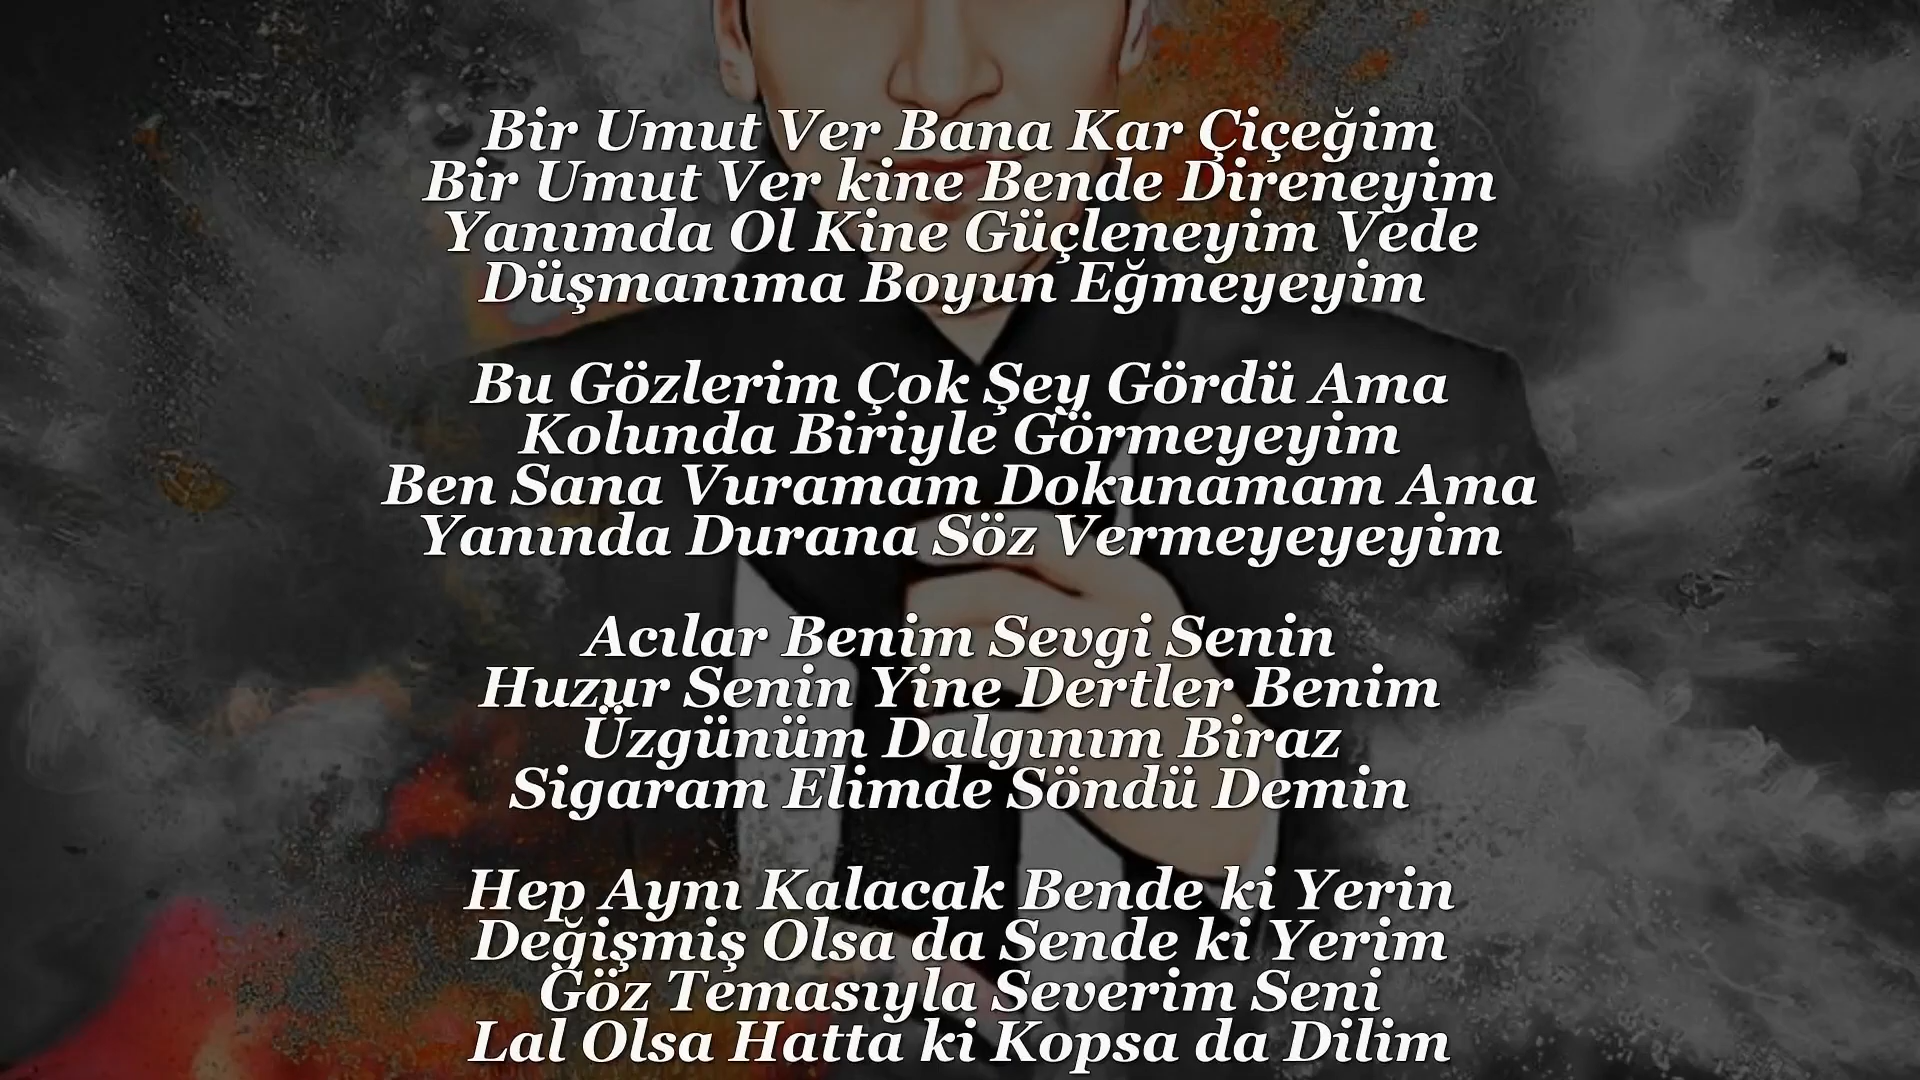 Bir Umut Ver Bana Kar Çiçeğim
Bir Umut Ver kine Bende Direneyim
Yanımda Ol Kine Güçleneyim Vede
Düşmanıma Boyun Eğmeyeyim
Bu Gözlerim Çok Şey Gördü Ama
Kolunda Biriyle Görmeyeyim
Ben Sana Vuramam Dokunamam Ama
Yanında Durana Söz Vermeyeyeyim
Acılar Benim Sevgi Senin
Huzur Senin Yine Dertler Benim
Üzgünüm Dalgınım Biraz
Sigaram Elimde Söndü Demin
Hep Aynı Kalacak Bende ki Yerin
Değişmiş Olsa da Sende ki Yerim
Göz Temasıyla Severim Seni
Lal Olsa Hatta ki Kopsa da Dilim